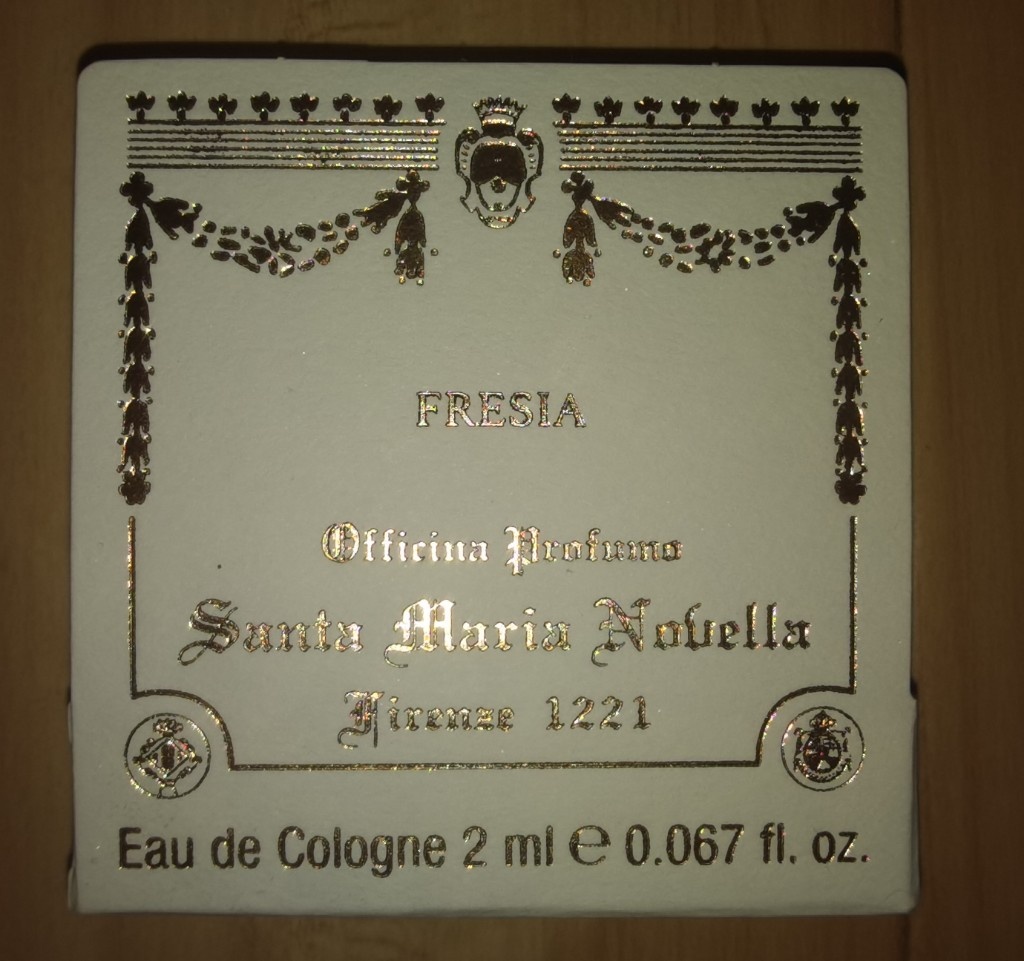 FRESIA
Officina Profumo
Santa Maria Novella
Firenze 1221
Eau de Cologne 2 ml ℮ 0.067 fl. oz.